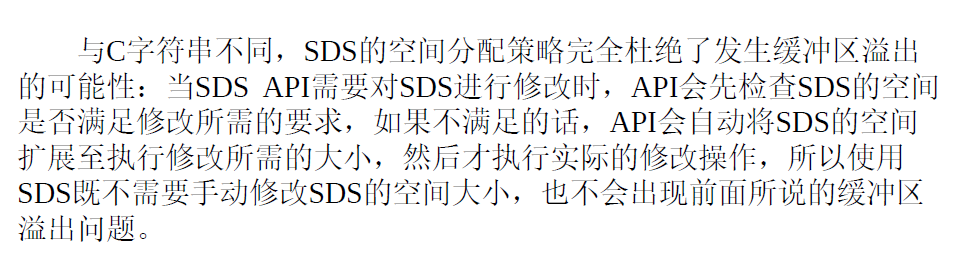 与C字符串不同，SDS的空间分配策略完全杜绝了发生缓冲区溢出
的可能性：当SDS API需要对SDS进行修改时，API会先检查SDS的空间
是否满足修改所需的要求，如果不满足的话，API会自动将SDS的空间
扩展至执行修改所需的大小，然后才执行实际的修改操作，所以使用
SDS既不需要手动修改SDS的空间大小，也不会出现前面所说的缓冲区
溢出问题。